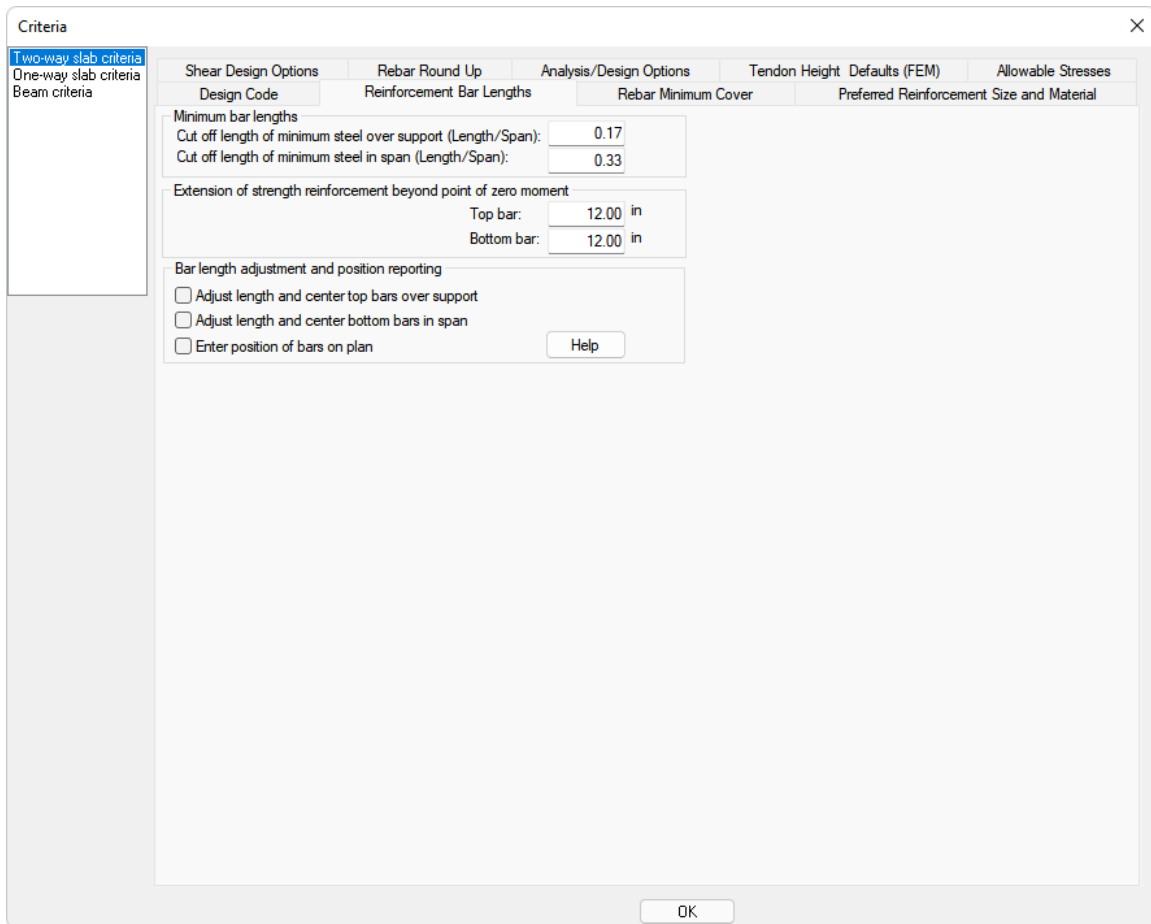 Criteria
Two-way slab criteria
One-way slab criteria
Beam criteria
Shear Design Options Rebar Round Up Analysis/Design Options Tendon Height  Defaults (FEM) Allowable Stresses
Design Code Reinforcement Bar Lengths Rebar Minimum Cover Preferred Reinforcement Size and Material
Minimum bar lengths
Cut off length of minimum steel over support (Length/Span): 0.17
Cut off length of minimum steel in span (Length/Span): 0.33
Extension of strength reinforcement beyond point of zero moment
Top bar: 12.00 in
Bottom bar: 12.00 in
Bar length adjustment and position reporting
Adjust length and center top bars over support
Adjust length and center bottom bars in span
Enter position of bars on plan Help
OK